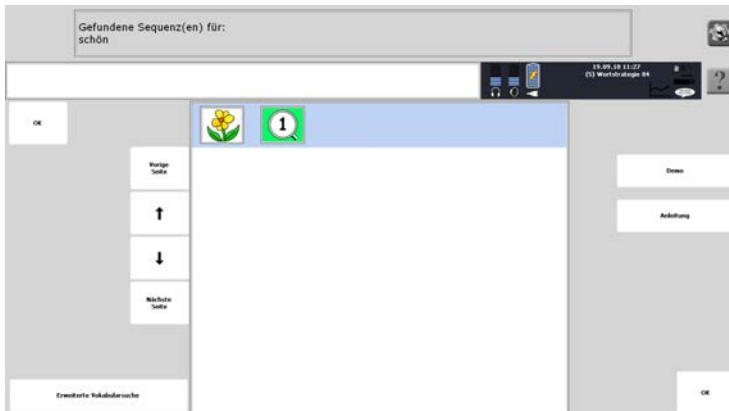 Gefundene Sequenz(en) für:
schön
19.09.18 11:27
(S) Wortstrategie 84
?
OK
1
Vorige
Seite
Demo
↑
Anleitung
↓
Nächste
Seite
Erweiterte Vokabularsuche
OK